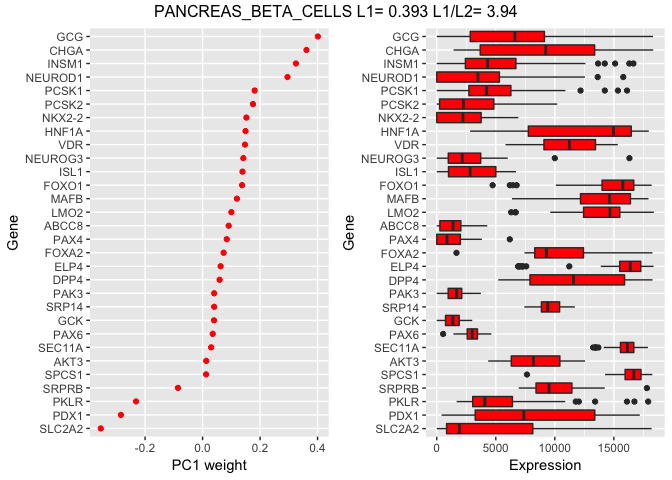 PANCREAS_BETA_CELLS L1= 0.393 L1/L2= 3.94
Gene
GCG
CHGA
INSM1
NEUROD1
PCSK1
PCSK2
NKX2-2
HNF1A
VDR
NEUROG3
ISL1
FOXO1
MAFB
LMO2
ABCC8
PAX4
FOXA2
ELP4
DPP4
PAK3
SRP14
GCK
PAX6
SEC11A
AKT3
SPCS1
SRPRB
PKLR
PDX1
SLC2A2
-0.2 0.0 0.2 0.4
PC1 weight
Gene
GCG
CHGA
INSM1
NEUROD1
PCSK1
PCSK2
NKX2-2
HNF1A
VDR
NEUROG3
ISL1
FOXO1
MAFB
LMO2
ABCC8
PAX4
FOXA2
ELP4
DPP4
PAK3
SRP14
GCK
PAX6
SEC11A
AKT3
SPCS1
SRPRB
PKLR
PDX1
SLC2A2
0 5000 10000 15000
Expression